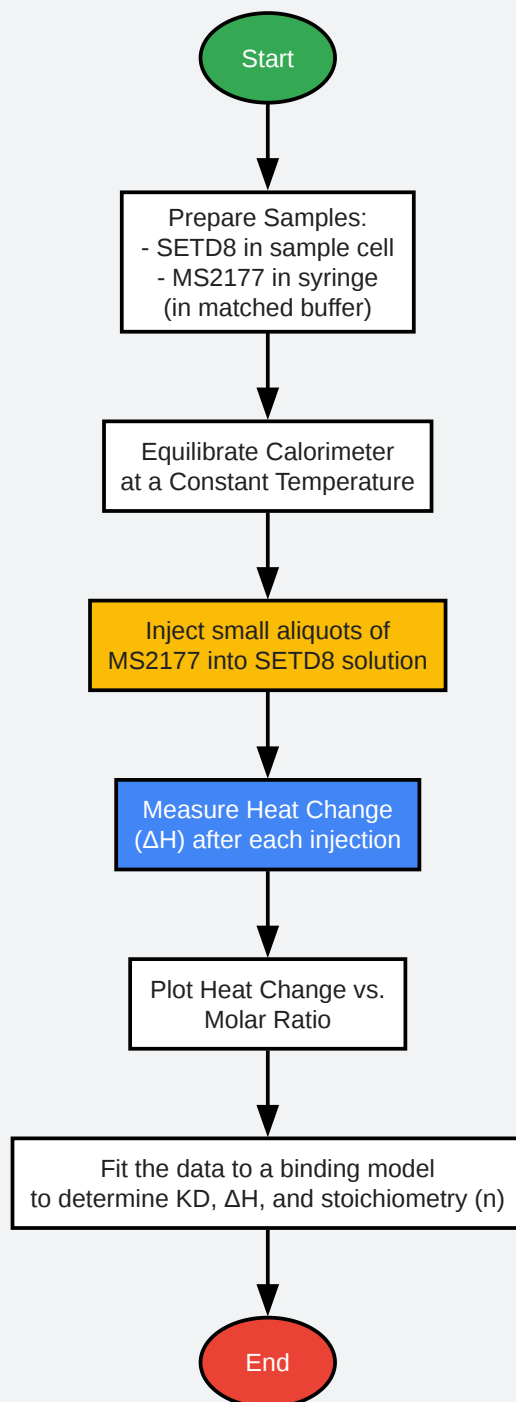 Start
Prepare Samples:
- SETD8 in sample cell
- MS2177 in syringe
(in matched buffer)
Equilibrate Calorimeter
at a Constant Temperature
Inject small aliquots of
MS2177 into SETD8 solution
Measure Heat Change
(ΔH) after each injection
Plot Heat Change vs.
Molar Ratio
Fit the data to a binding model
to determine KD, ΔH, and stoichiometry (n)
End